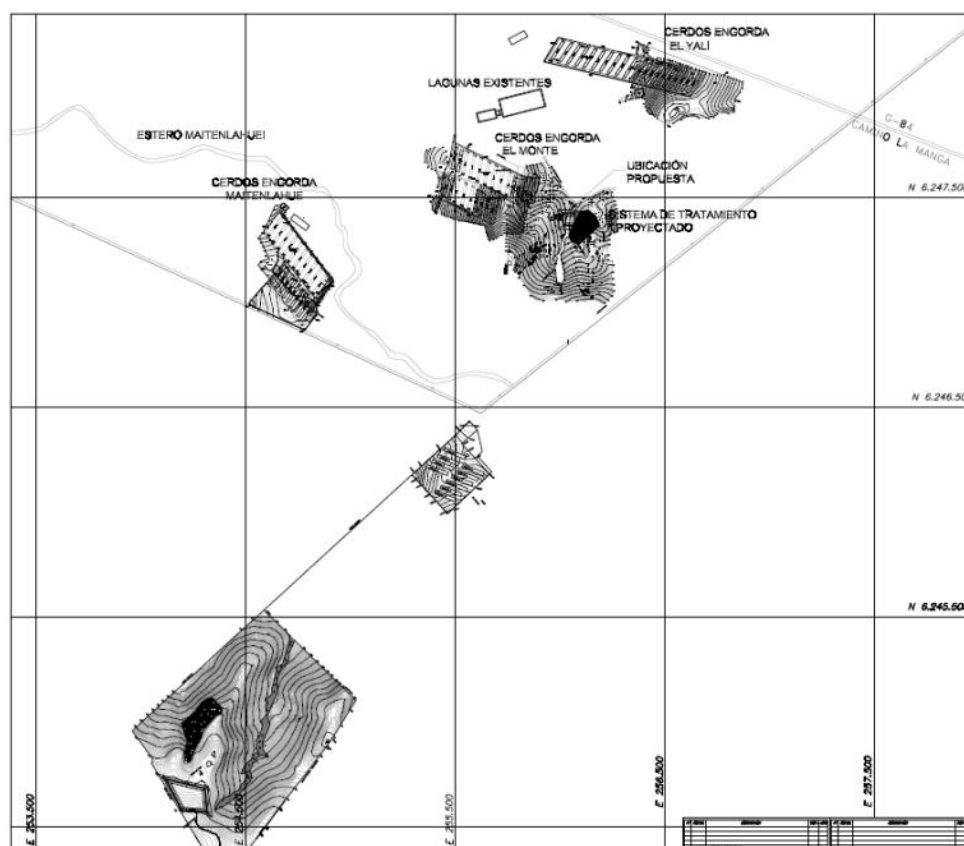 CERDOS ENGORDA
EL YALI
LAGUNAS EXISTENTES
G-84
CAMINO LA MANGA
ESTERO MAITENLAHUEI
CERDOS ENGORDA
EL MONTE
UBICACIÓN
PROPUESTA
CERDOS ENGORDA
MAITENLAHUE
N 6.247.500
SISTEMA DE TRATAMIENTO
PROYECTADO
N 6.246.50
N 6.245.500
E 253.500
E 254.500
E 255.500
E 256.500
E 257.500